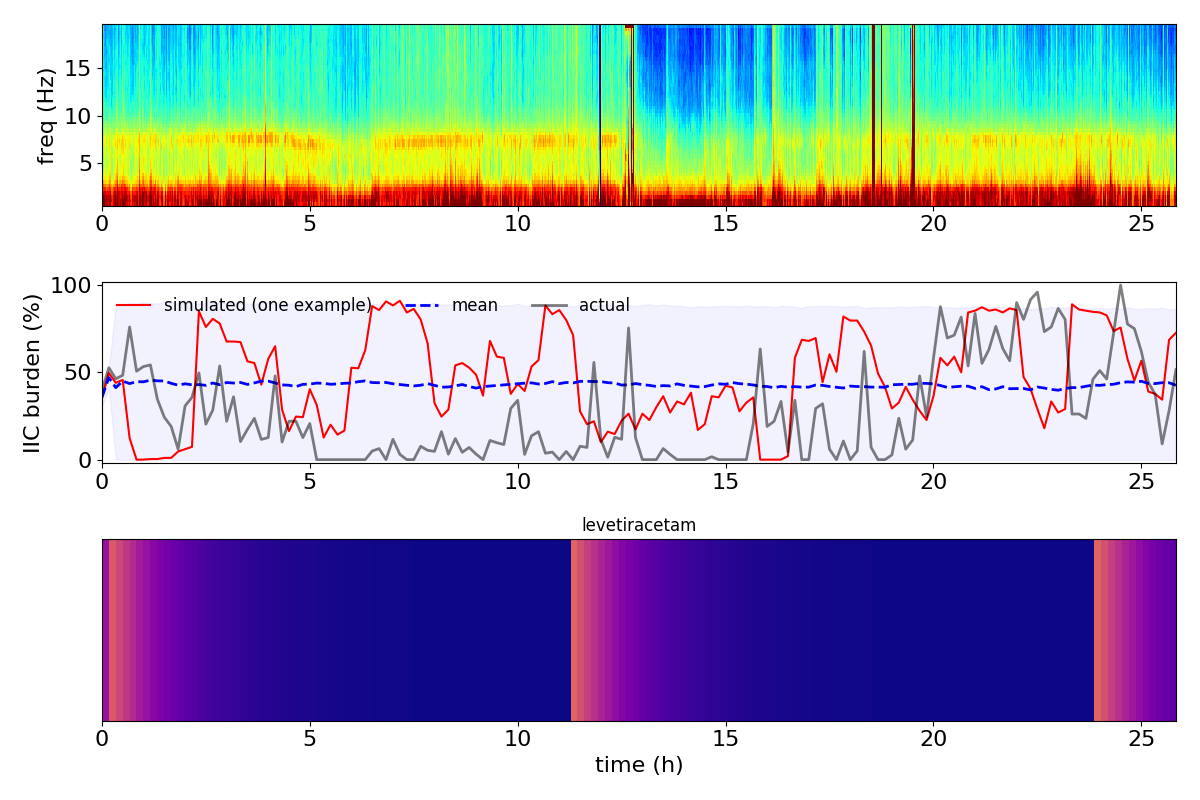 freq (Hz)
15
10
5
0 5 10 15 20 25
IIC burden (%)
100
50
0
simulated (one example) mean actual
0 5 10 15 20 25
levetiracetam
0 5 10 15 20 25
time (h)